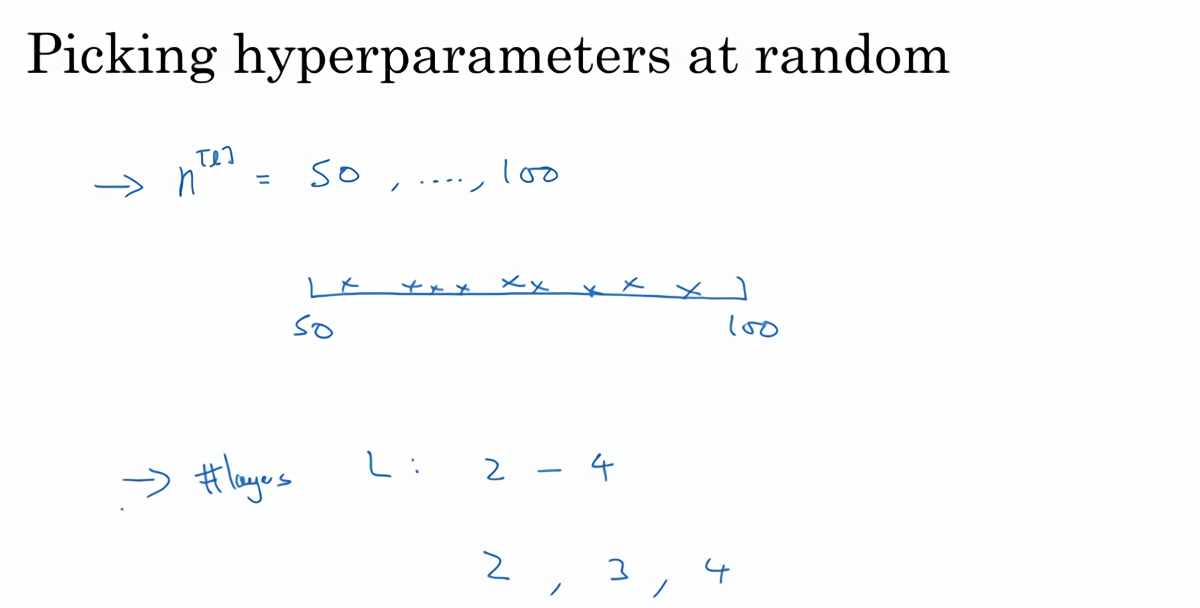 Picking hyperparameters at random
→ n^[l] = 50 , ...., 100
50 100
→ #layers L : 2 - 4
2 , 3 , 4